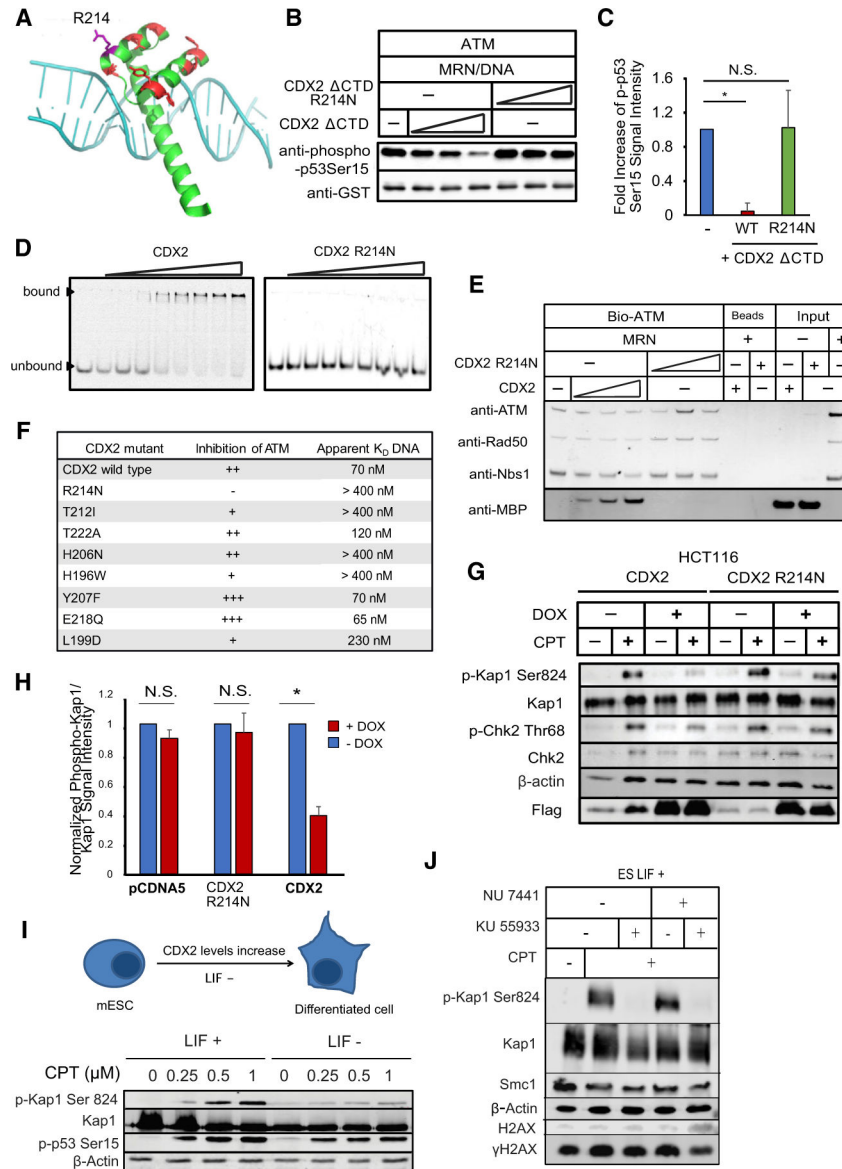 A
R214
B
ATM
MRN/DNA
CDX2 ΔCTD
R214N
–
CDX2 ΔCTD
–
–
anti-phospho
-p53Ser15
anti-GST
C
Fold Increase of p-p53
Ser15 Signal Intensity
1.6
1.2
0.8
0.4
0
N.S.
*
-
WT
R214N
+ CDX2 ΔCTD
D
CDX2
CDX2 R214N
bound
unbound
E
Bio-ATM
Beads
Input
MRN
+
–
+
CDX2 R214N
–
– + – + –
CDX2
–
–
+ – + –
anti-ATM
anti-Rad50
anti-Nbs1
anti-MBP
F
CDX2 mutant Inhibition of ATM Apparent KD DNA
CDX2 wild type ++ 70 nM
R214N - > 400 nM
T212I + > 400 nM
T222A ++ 120 nM
H206N ++ > 400 nM
H196W + > 400 nM
Y207F +++ 70 nM
E218Q +++ 65 nM
L199D + 230 nM
G
HCT116
CDX2 CDX2 R214N
DOX – + – +
CPT – + – + – + – +
p-Kap1 Ser824
Kap1
p-Chk2 Thr68
Chk2
β-actin
Flag
H
Normalized Phospho-Kap1/
Kap1 Signal Intensity
1.2
1
0.8
0.6
0.4
0.2
0
N.S.
N.S.
*
+ DOX
- DOX
pCDNA5
CDX2
R214N
CDX2
I
CDX2 levels increase
LIF –
mESC
Differentiated cell
LIF + LIF -
CPT (µM) 0 0.25 0.5 1 0 0.25 0.5 1
p-Kap1 Ser 824
Kap1
p-p53 Ser15
β-Actin
J
ES LIF +
NU 7441 - +
KU 55933 - + - +
CPT - +
p-Kap1 Ser824
Kap1
Smc1
β-Actin
H2AX
γH2AX